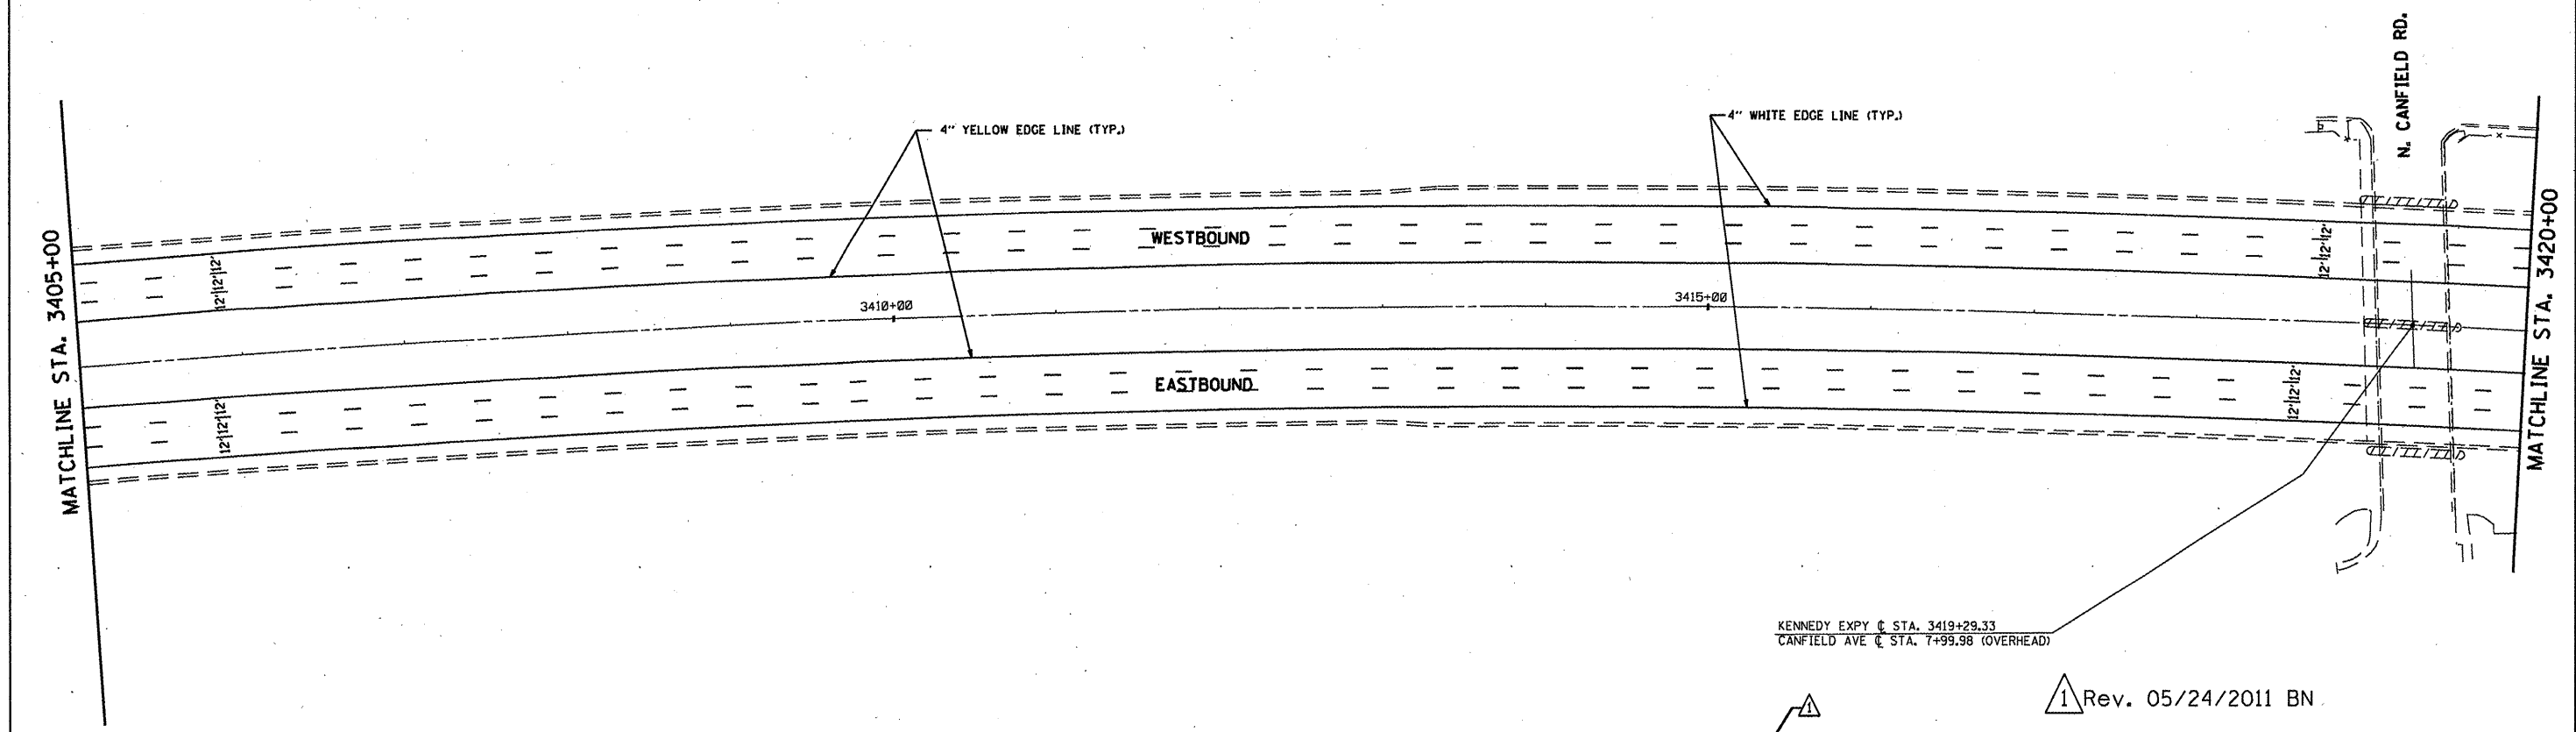 N. CANFIELD RD.
4" YELLOW EDGE LINE (TYP.)
4" WHITE EDGE LINE (TYP.)
MATCHLINE STA. 3405+00
WESTBOUND
12' 12' 12'
12' 12' 12'
3410+00
3415+00
MATCHLINE STA. 3420+00
EASTBOUND
12' 12' 12'
12' 12' 12'
KENNEDY EXPY ℄ STA. 3419+29.33
CANFIELD AVE ℄ STA. 7+99.98 (OVERHEAD)
1 Rev. 05/24/2011 BN
1